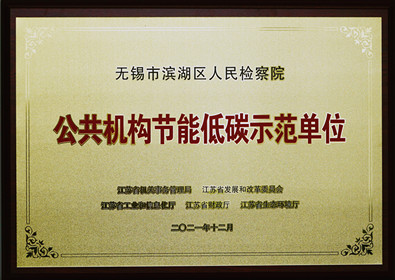 无锡市滨湖区人民检察院
公共机构节能低碳示范单位
江苏省机关事务管理局 江苏省发展和改革委员会
江苏省工业和信息化厅 江苏省财政厅 江苏省生态环境厅
二〇二一年十二月